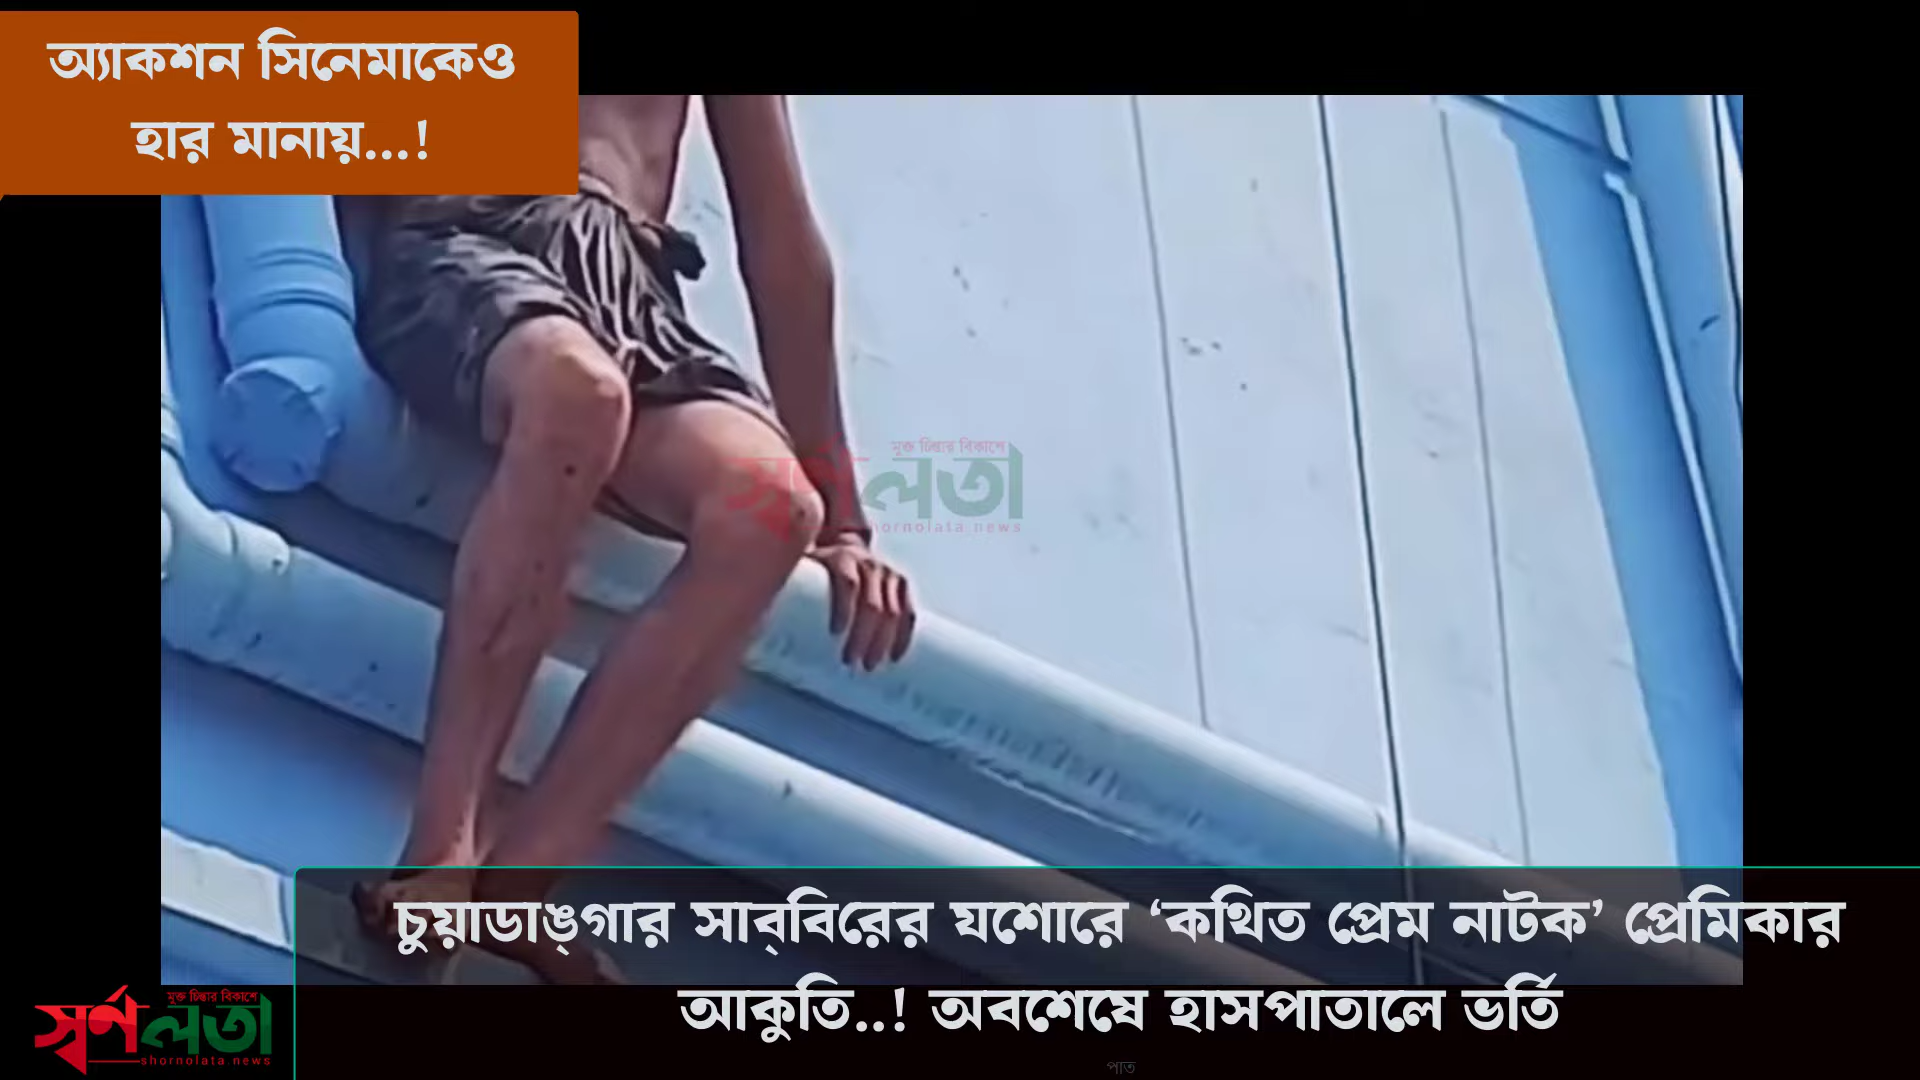 অ্যাকশন সিনেমাকেও
হার মানায়...!
মুক্ত চিন্তার বিকাশে
স্বর্ণলতা
shornolata.news
চুয়াডাঙ্গার সাব্বিরের যশোরে ‘কথিত প্রেম নাটক’ প্রেমিকার
আকুতি..! অবশেষে হাসপাতালে ভর্তি
মুক্ত চিন্তার বিকাশে
স্বর্ণলতা
shornolata.news
পাত